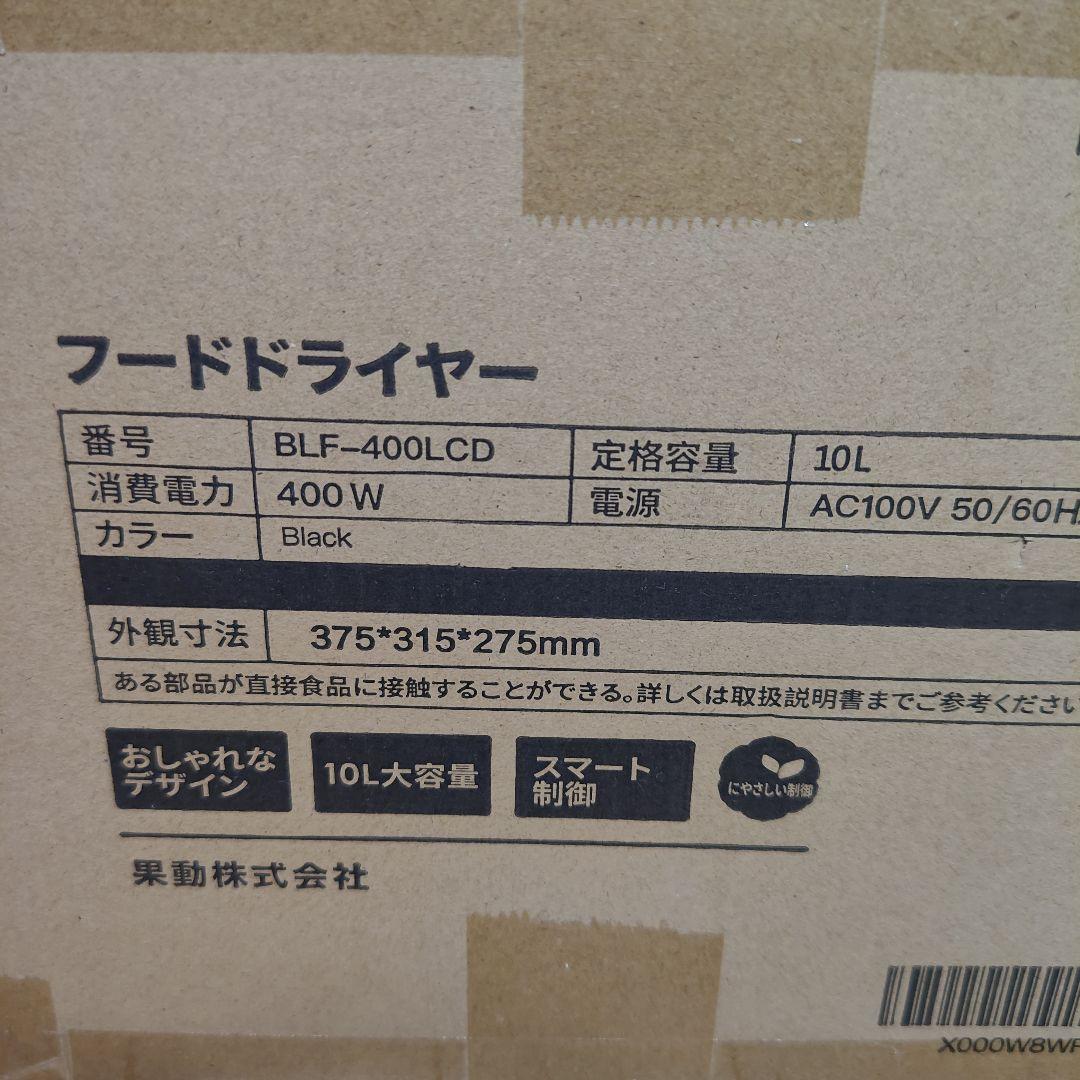 フードドライヤー
番号 BLF-400LCD 定格容量 10L
消費電力 400W 電源 AC100V 50/60H
カラー Black
外観寸法 375*315*275mm
ある部品が直接食品に接触することができる。詳しくは取扱説明書までご参考ください
おしゃれな
デザイン
10L大容量
スマート
制御
にやさしい制御
果動株式会社
X000W8WF